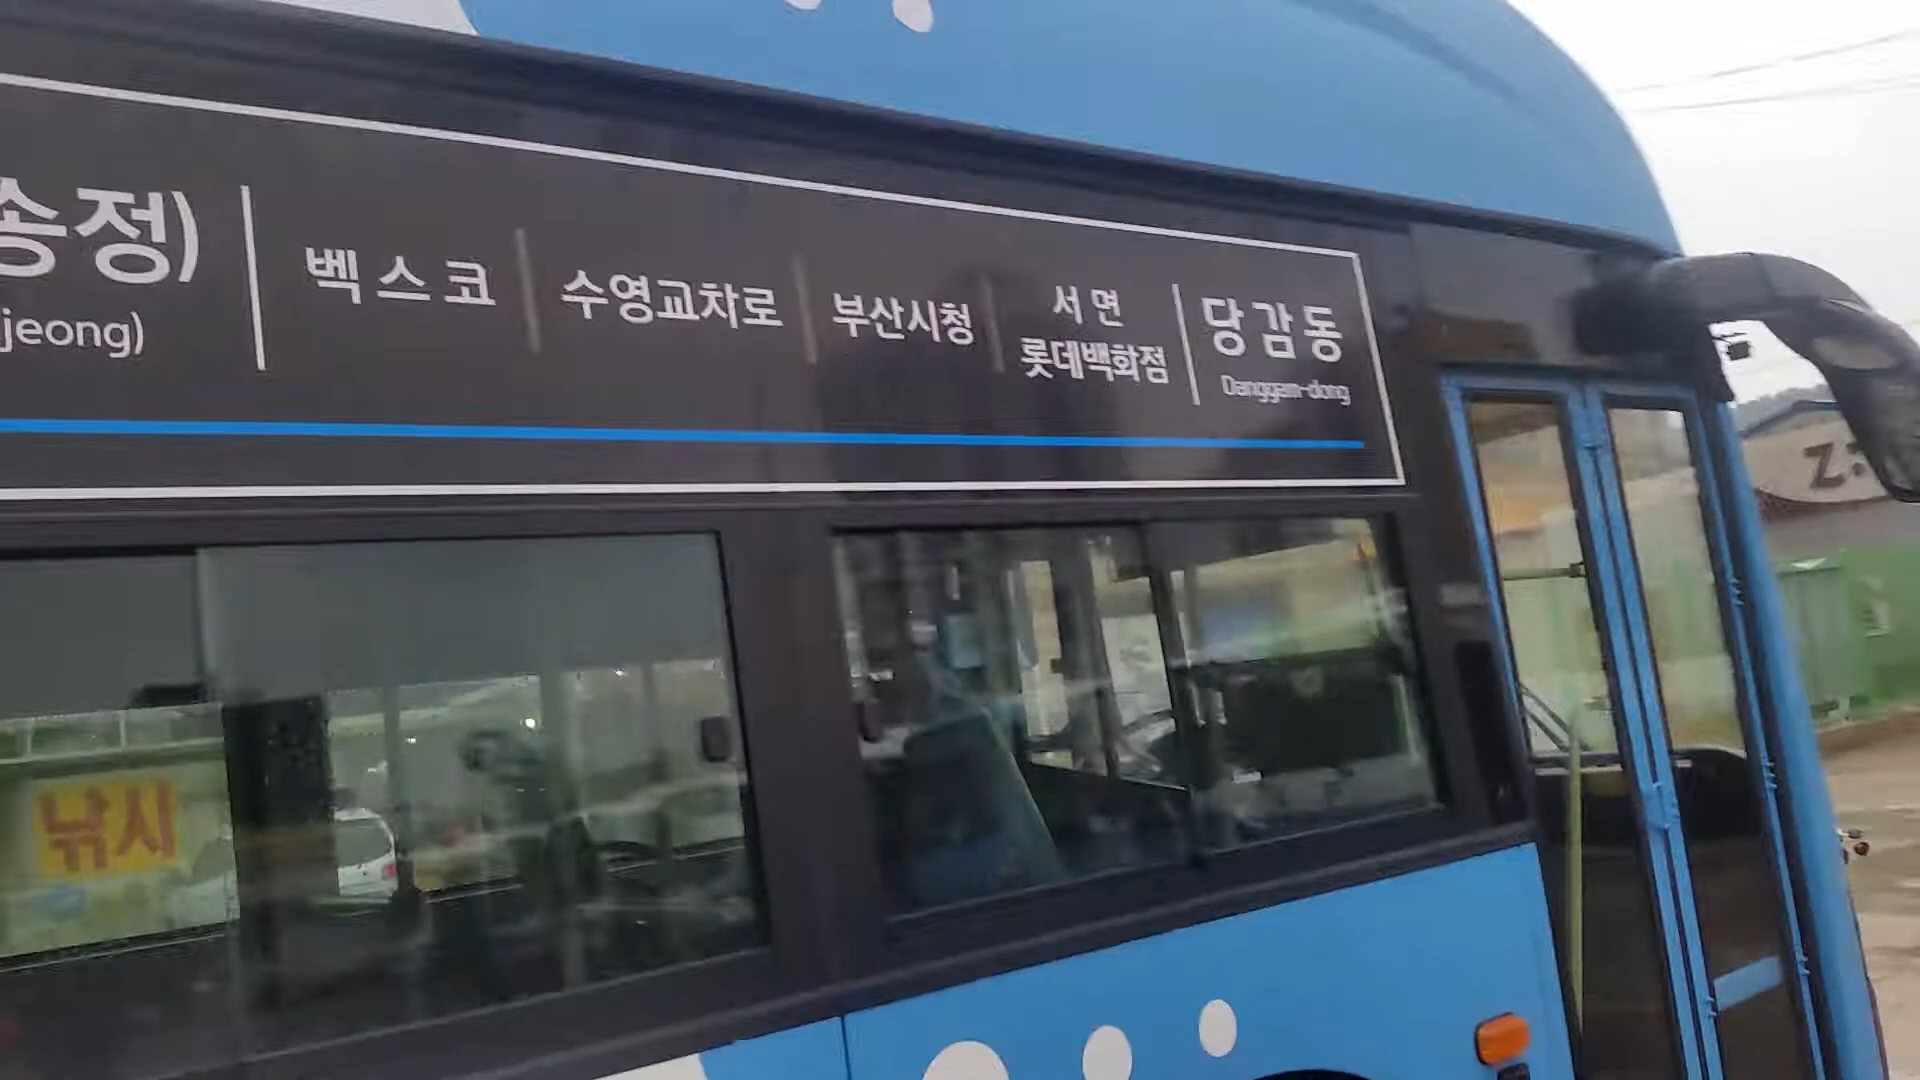 송정)
jeong)
벡스코
수영교차로
부산시청
서면
롯데백화점
당감동
Danggam-dong
낚시